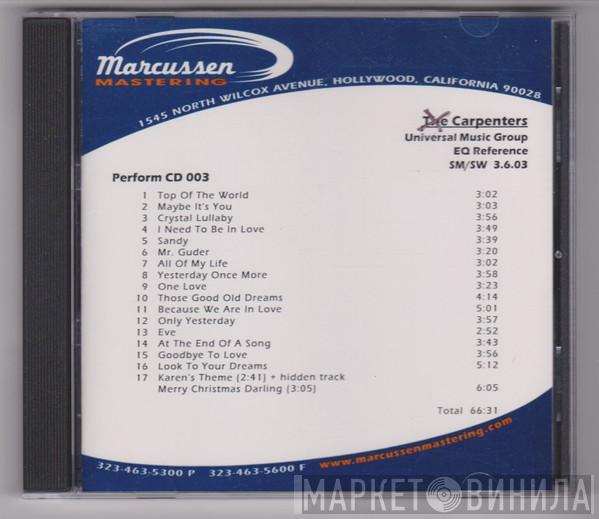 Marcussen
MASTERING
1545 NORTH WILCOX AVENUE, HOLLYWOOD, CALIFORNIA 90028
The Carpenters
Universal Music Group
EQ Reference
SM/SW 3.6.03
Perform CD 003
1 Top Of The World 3:02
2 Maybe It's You 3:03
3 Crystal Lullaby 3:56
4 I Need To Be In Love 3:49
5 Sandy 3:39
6 Mr. Guder 3:20
7 All Of My Life 3:02
8 Yesterday Once More 3:58
9 One Love 3:23
10 Those Good Old Dreams 4:14
11 Because We Are In Love 5:01
12 Only Yesterday 3:57
13 Eve 2:52
14 At The End Of A Song 3:43
15 Goodbye To Love 3:56
16 Look To Your Dreams 5:12
17 Karen's Theme (2:41) + hidden track
Merry Christmas Darling (3:05) 6:05
Total 66:31
323-463-5300 P 323-463-5600 F
www.marcussenmastering.com
МАРКЕТ ВИНИЛА